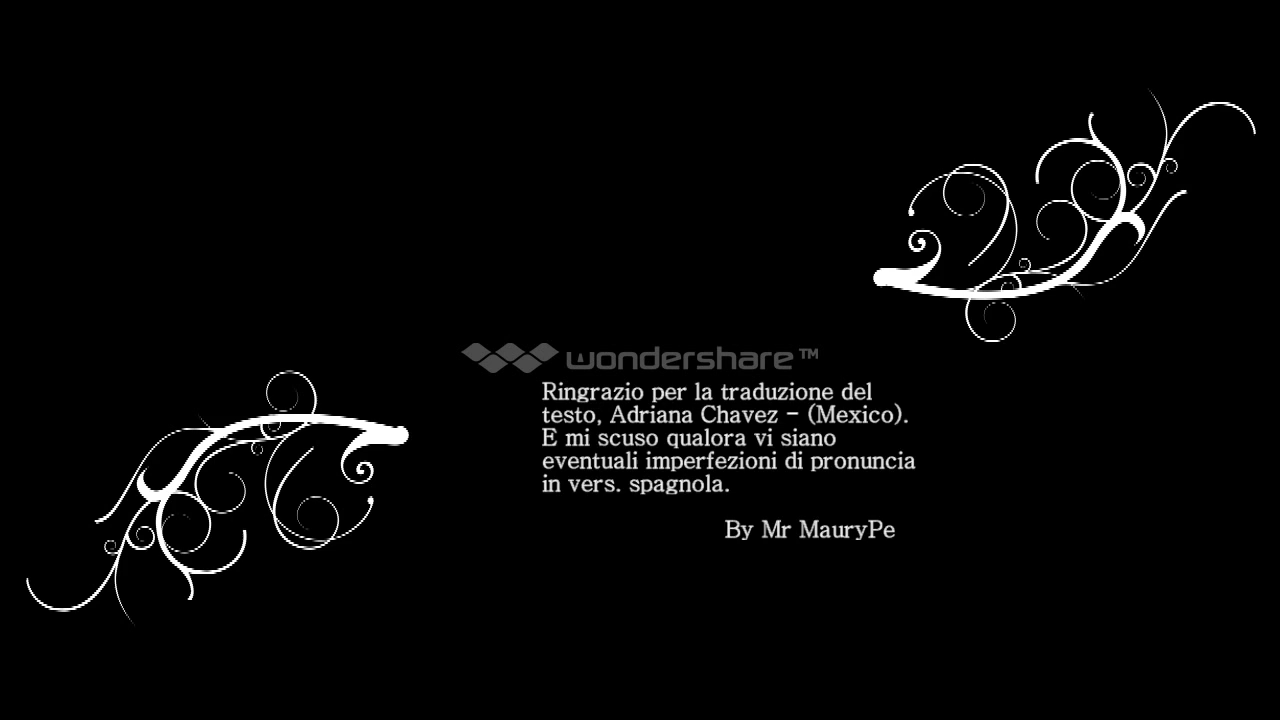 wondershare™
Ringrazio per la traduzione del
testo, Adriana Chavez - (Mexico).
E mi scuso qualora vi siano
eventuali imperfezioni di pronuncia
in vers. spagnola.
By Mr MauryPe